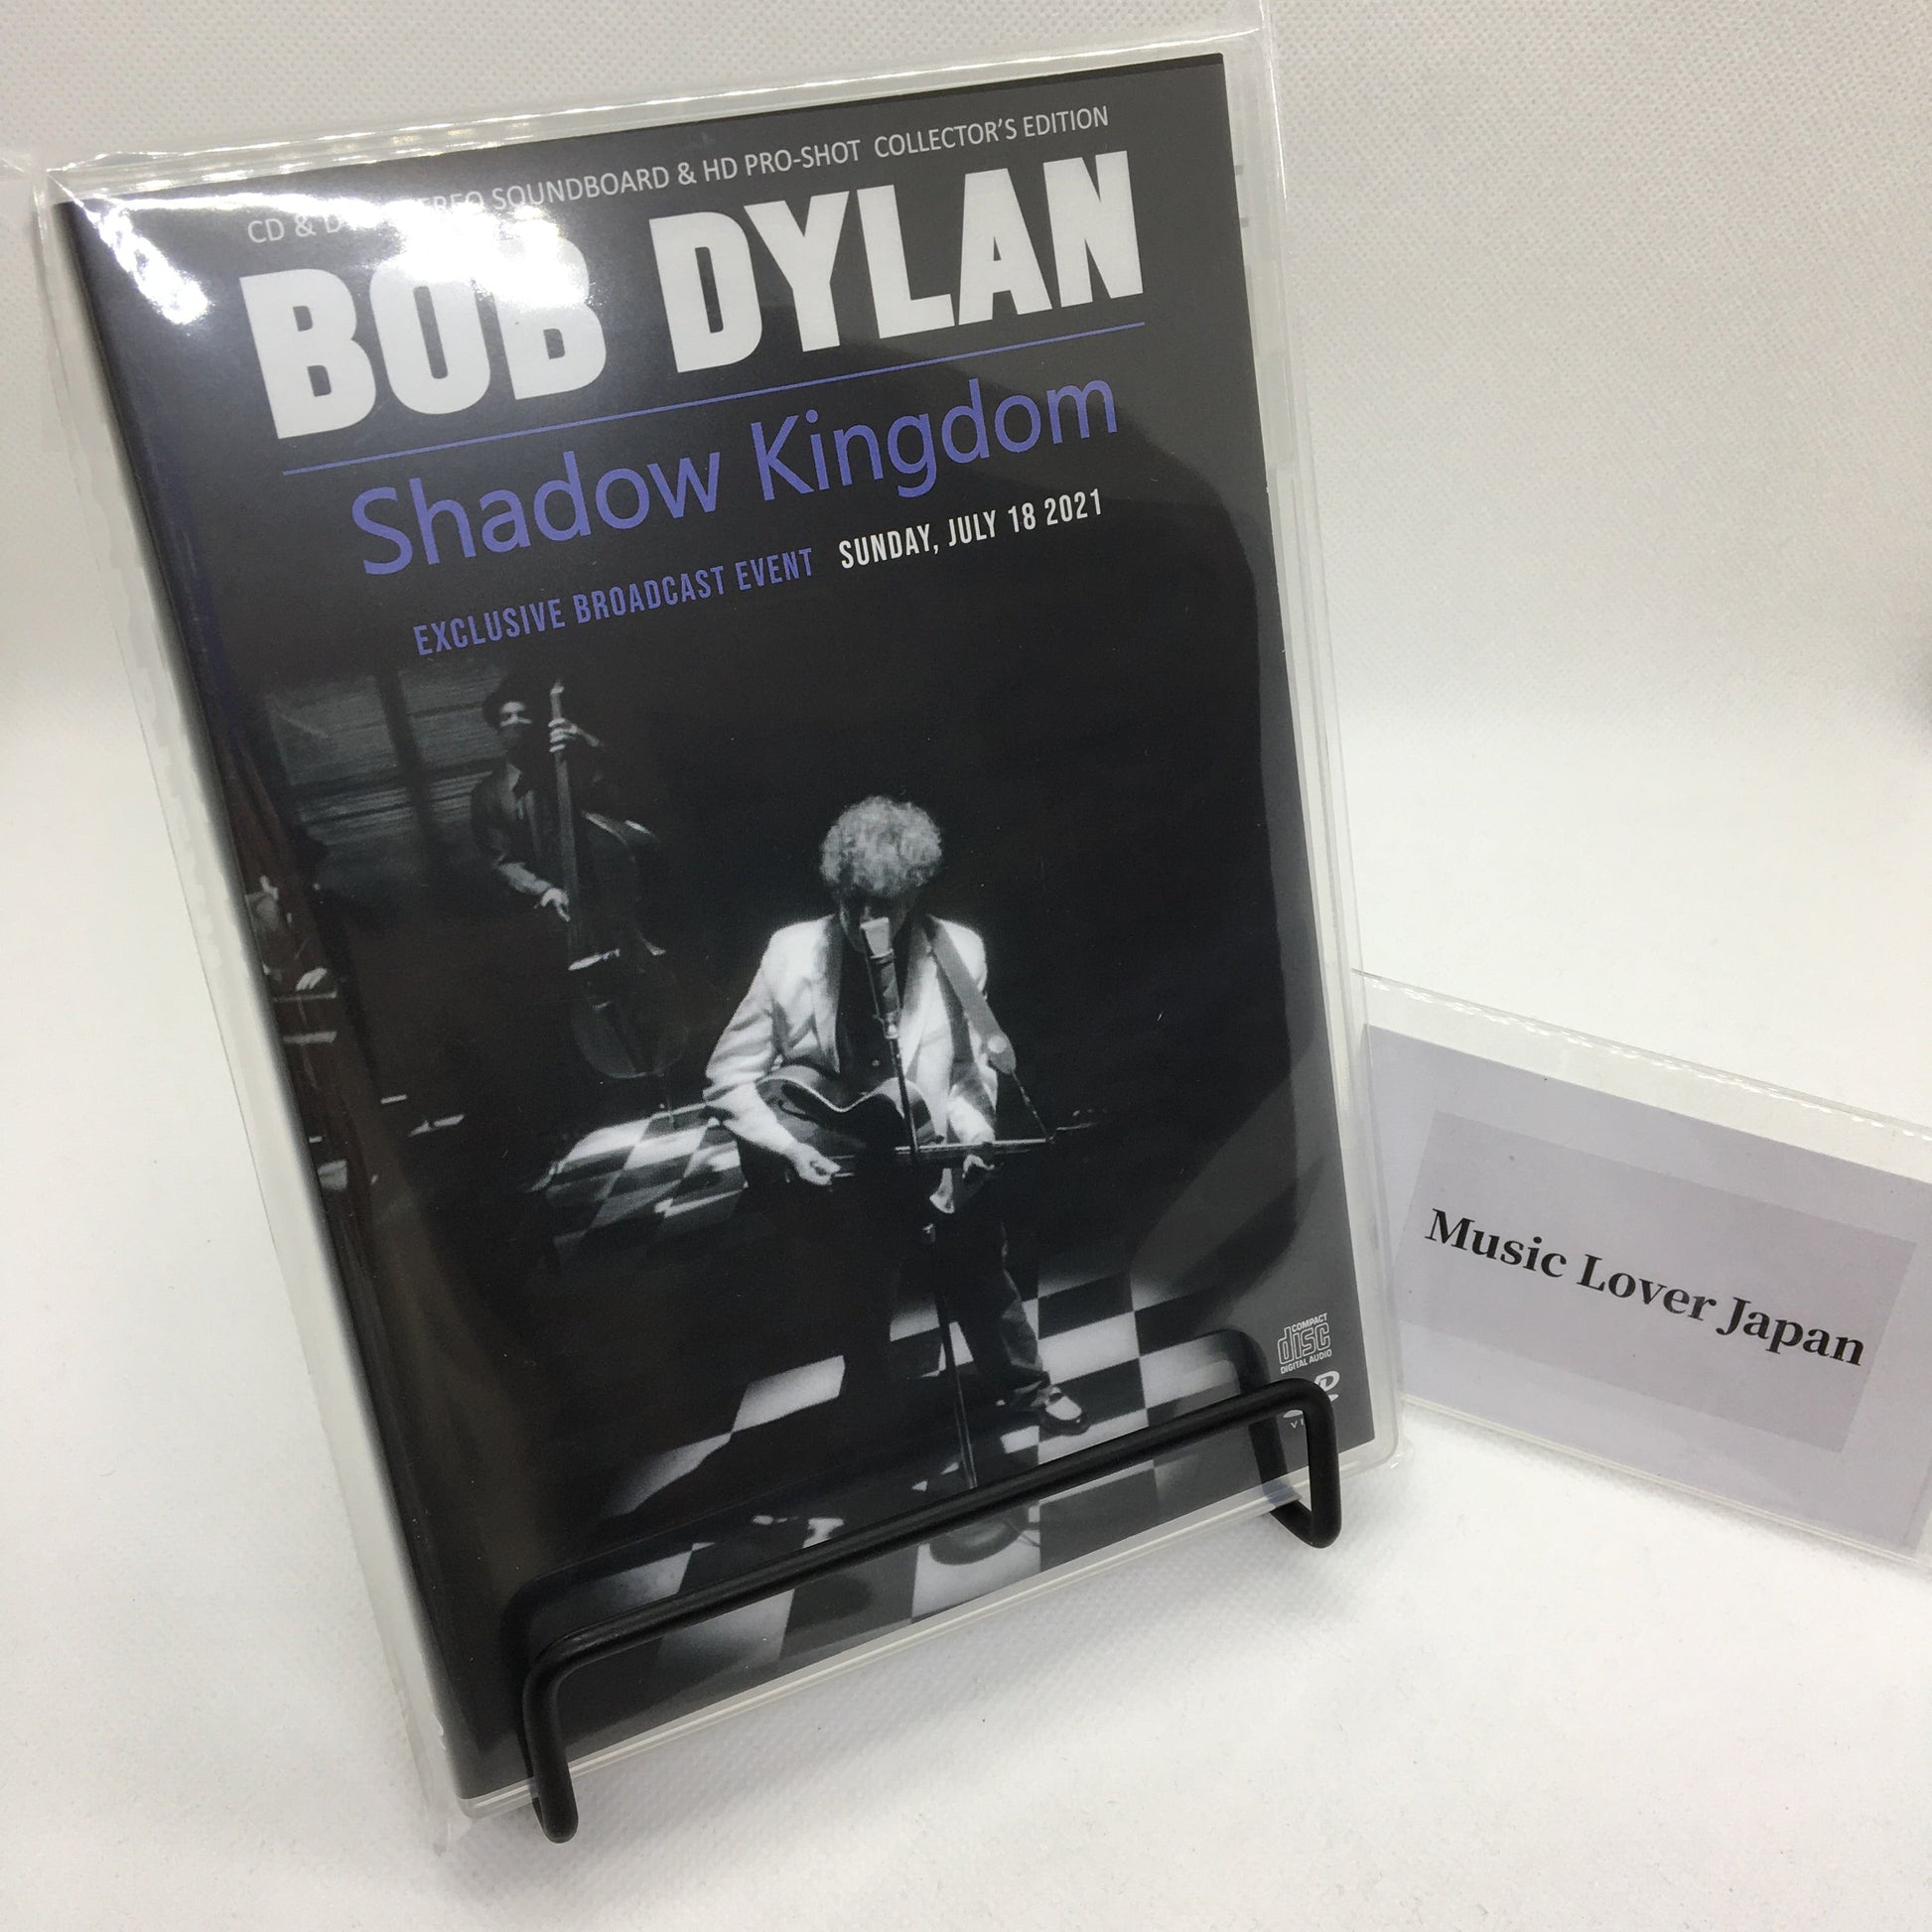 CD & STEREO SOUNDBOARD & HD PRO-SHOT COLLECTOR'S EDITION
BOB DYLAN
Shadow Kingdom
EXCLUSIVE BROADCAST EVENT SUNDAY, JULY 18 2021
COMPACT
disc
DIGITAL AUDIO
Music Lover Japan